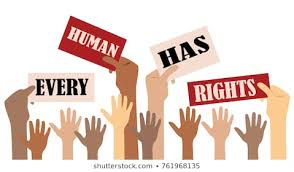 EVERY
HUMAN
HAS
RIGHTS
shutterstock.com • 761968135